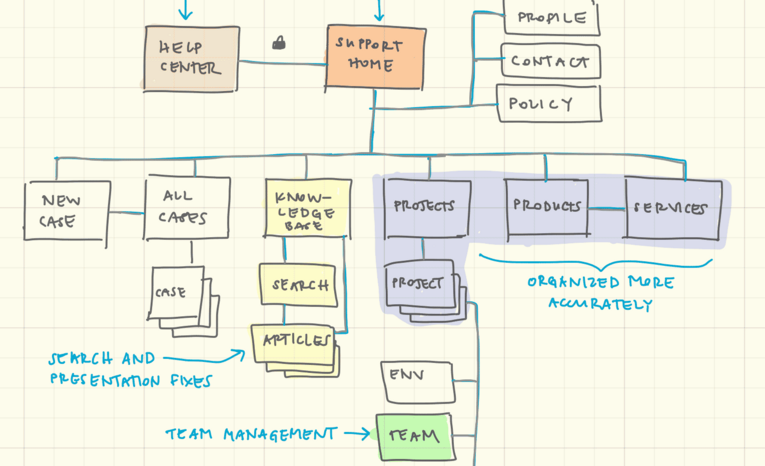 PROFILE
HELP
CENTER
SUPPORT
HOME
CONTACT
POLICY
NEW
CASE
ALL
CASES
KNOW-
LEDGE
BASE
PROJECTS
PRODUCTS
SERVICES
CASE
SEARCH
PROJECT
ORGANIZED MORE
ACCURATELY
ARTICLES
SEARCH AND
PRESENTATION FIXES
ENV
TEAM MANAGEMENT
TEAM